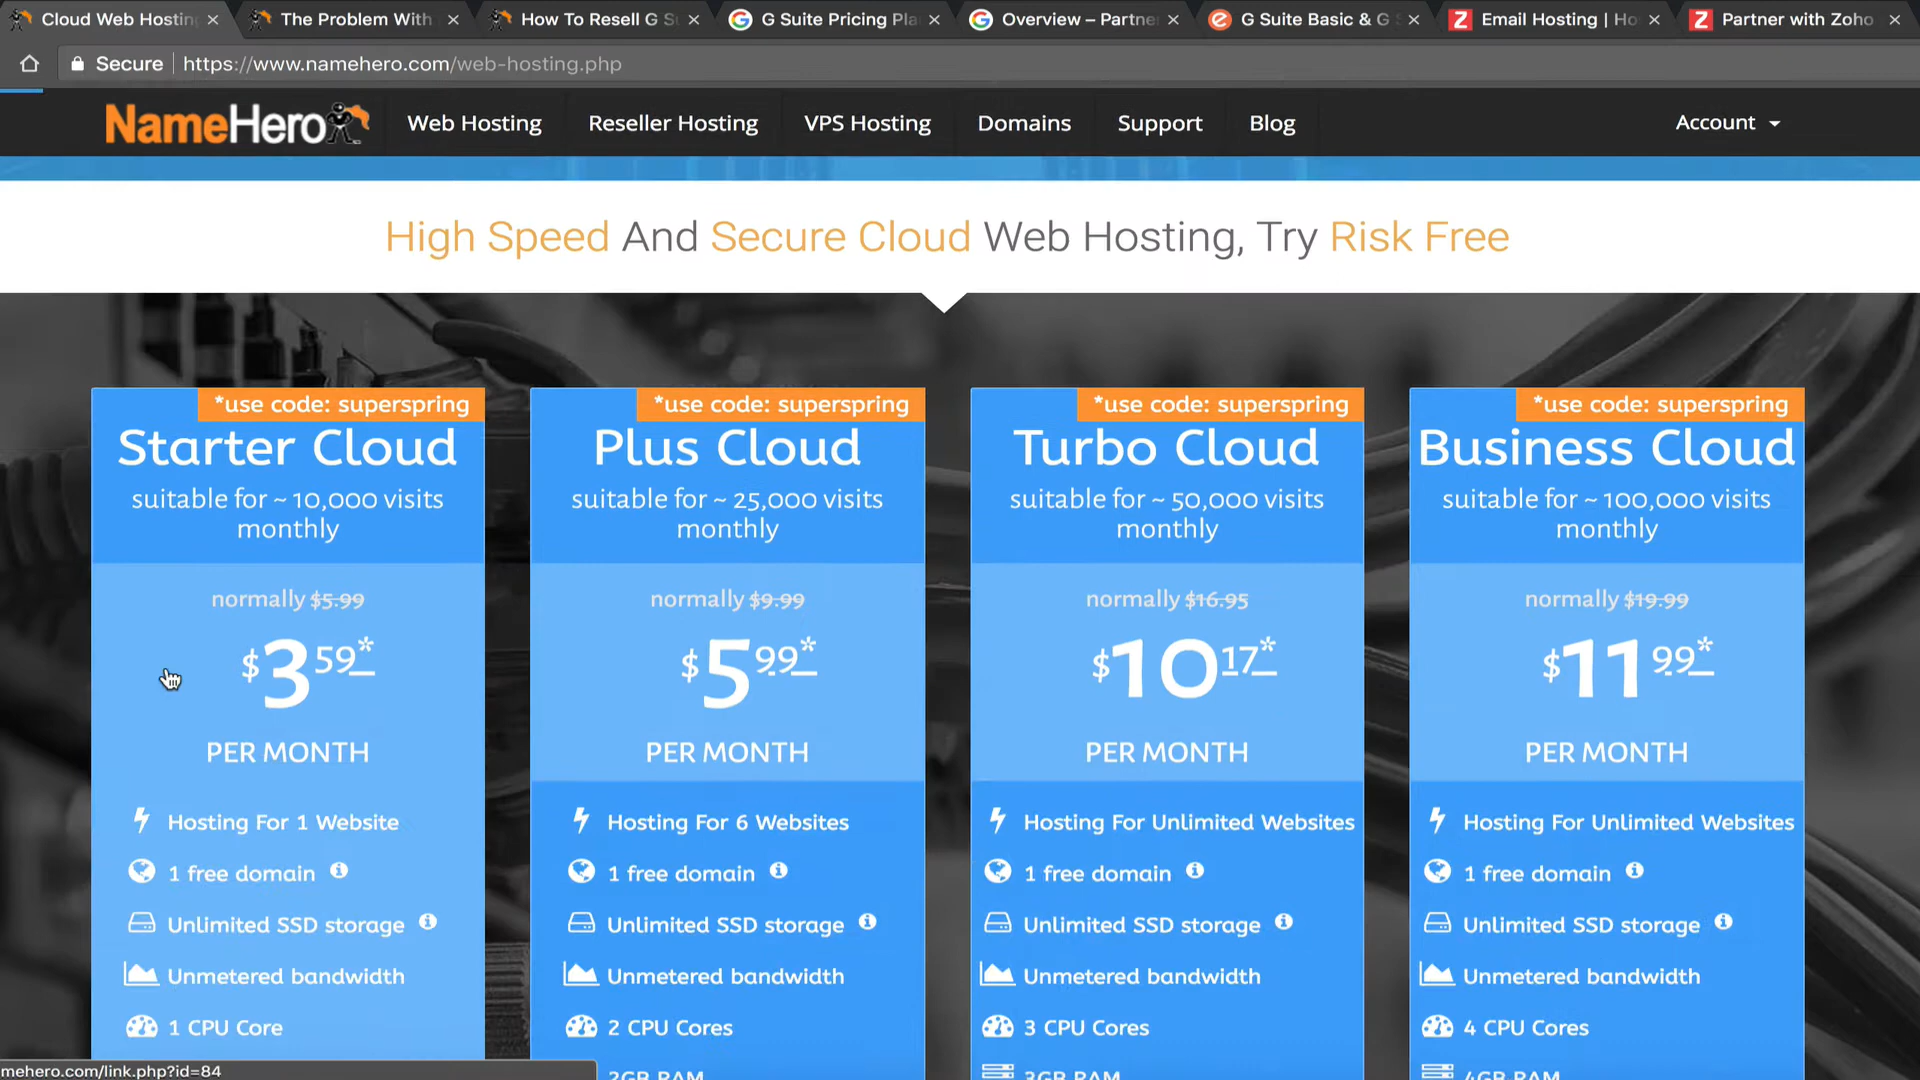 Cloud Web Hosting
The Problem With
How To Resell G Su
G Suite Pricing Pla
Overview – Partne
G Suite Basic & G S
Email Hosting | Ho
Partner with Zoho
Secure
https://www.namehero.com/web-hosting.php
NameHero
Web Hosting
Reseller Hosting
VPS Hosting
Domains
Support
Blog
Account
High Speed And Secure Cloud Web Hosting, Try Risk Free
*use code: superspring
Starter Cloud
suitable for ~ 10,000 visits
monthly
normally $5.99
$3 59*
PER MONTH
Hosting For 1 Website
1 free domain
Unlimited SSD storage
Unmetered bandwidth
1 CPU Core
*use code: superspring
Plus Cloud
suitable for ~ 25,000 visits
monthly
normally $9.99
$5 99*
PER MONTH
Hosting For 6 Websites
1 free domain
Unlimited SSD storage
Unmetered bandwidth
2 CPU Cores
2GB RAM
*use code: superspring
Turbo Cloud
suitable for ~ 50,000 visits
monthly
normally $16.95
$10 17*
PER MONTH
Hosting For Unlimited Websites
1 free domain
Unlimited SSD storage
Unmetered bandwidth
3 CPU Cores
3GB RAM
*use code: superspring
Business Cloud
suitable for ~ 100,000 visits
monthly
normally $19.99
$11 99*
PER MONTH
Hosting For Unlimited Websites
1 free domain
Unlimited SSD storage
Unmetered bandwidth
4 CPU Cores
4GB RAM
mehero.com/link.php?id=84